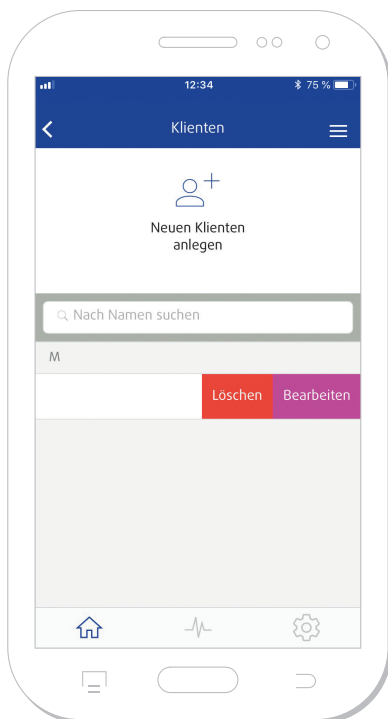 12:34
75 %
Klienten
Neuen Klienten
anlegen
Nach Namen suchen
M
Löschen Bearbeiten